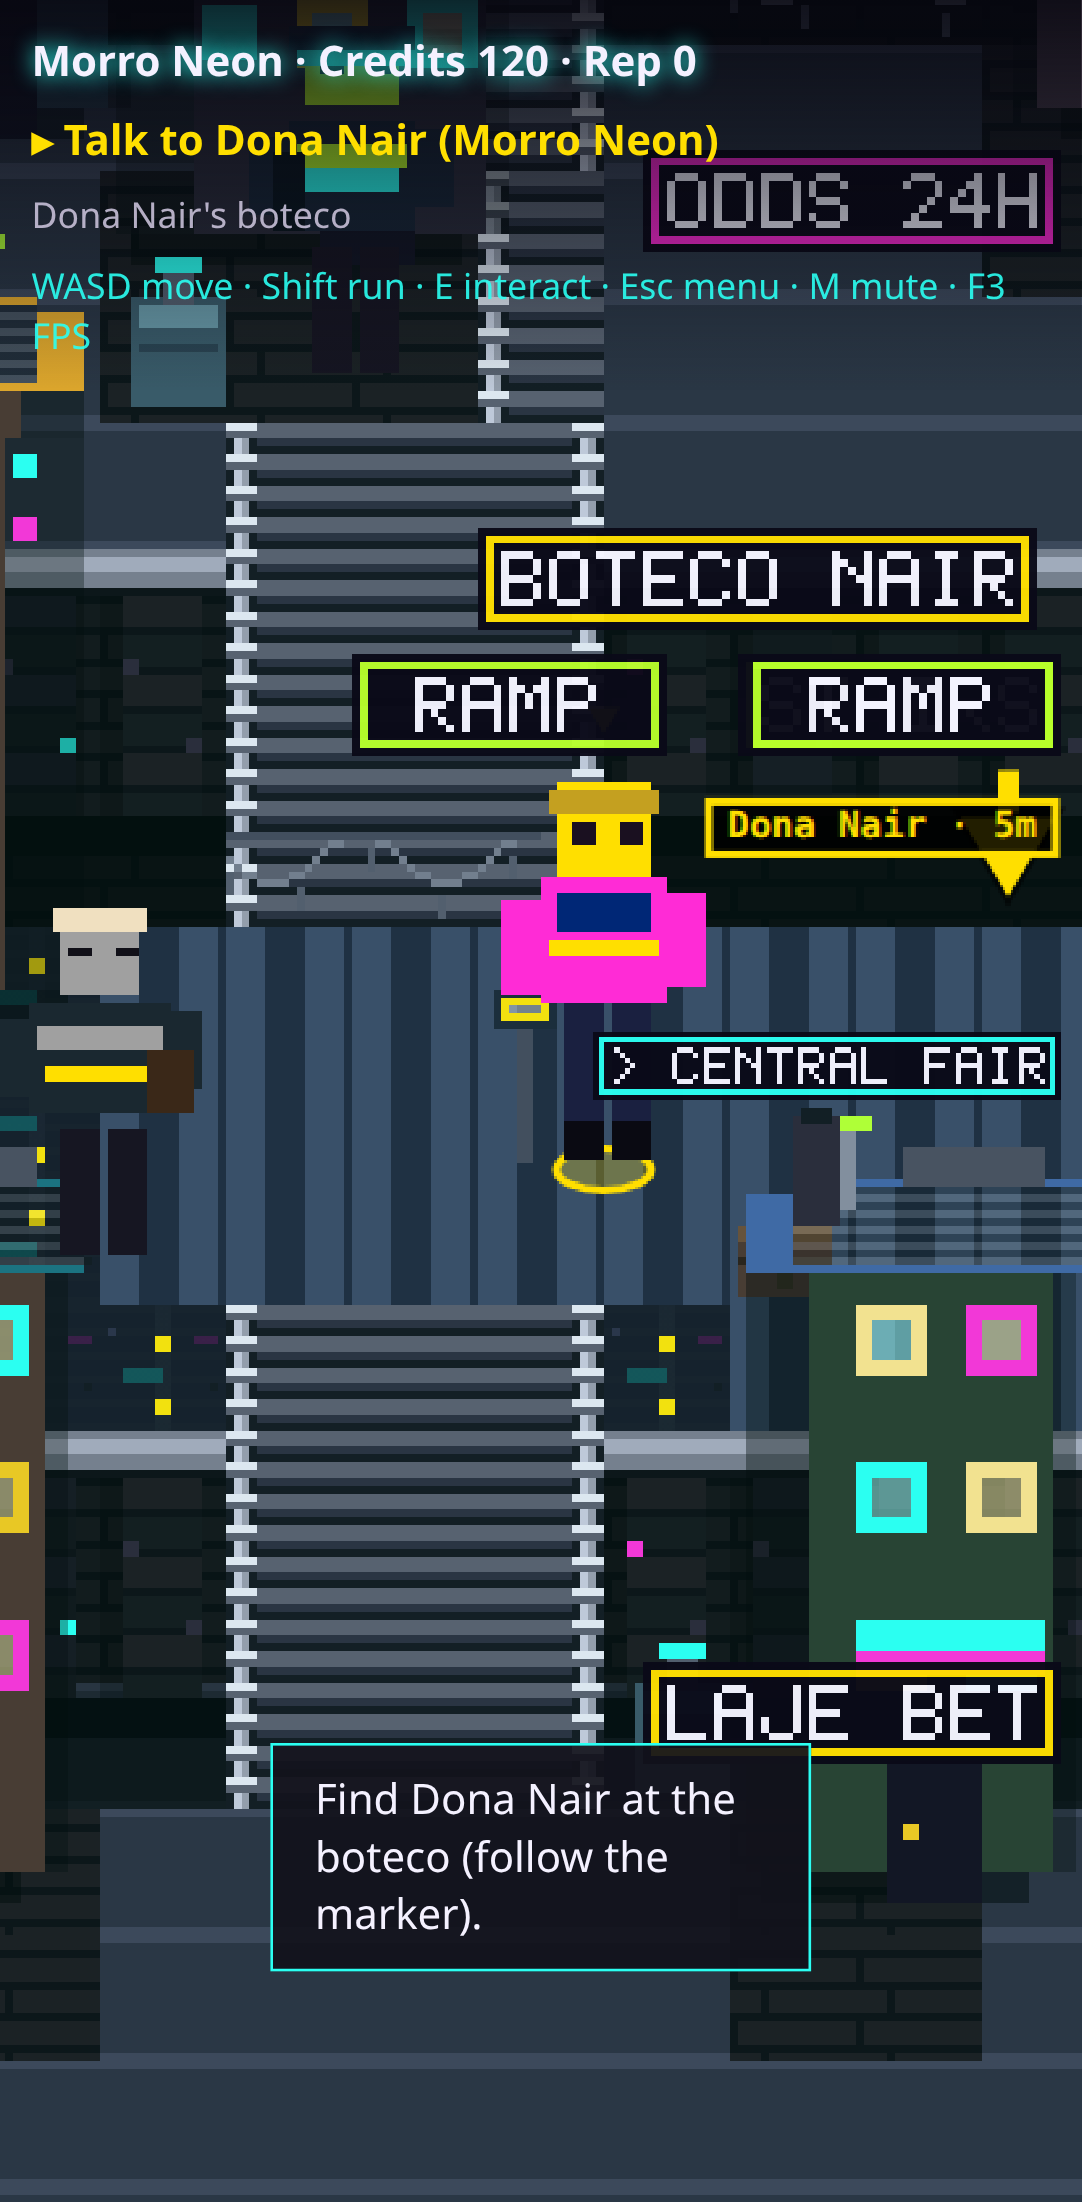 Morro Neon · Credits 120 · Rep 0
▸ Talk to Dona Nair (Morro Neon)
ODDS 24H
Dona Nair's boteco
WASD move · Shift run · E interact · Esc menu · M mute · F3
FPS
BOTECO NAIR
RAMP
RAMP
Dona Nair · 5m
> CENTRAL FAIR
LAJE BET
Find Dona Nair at the
boteco (follow the
marker).